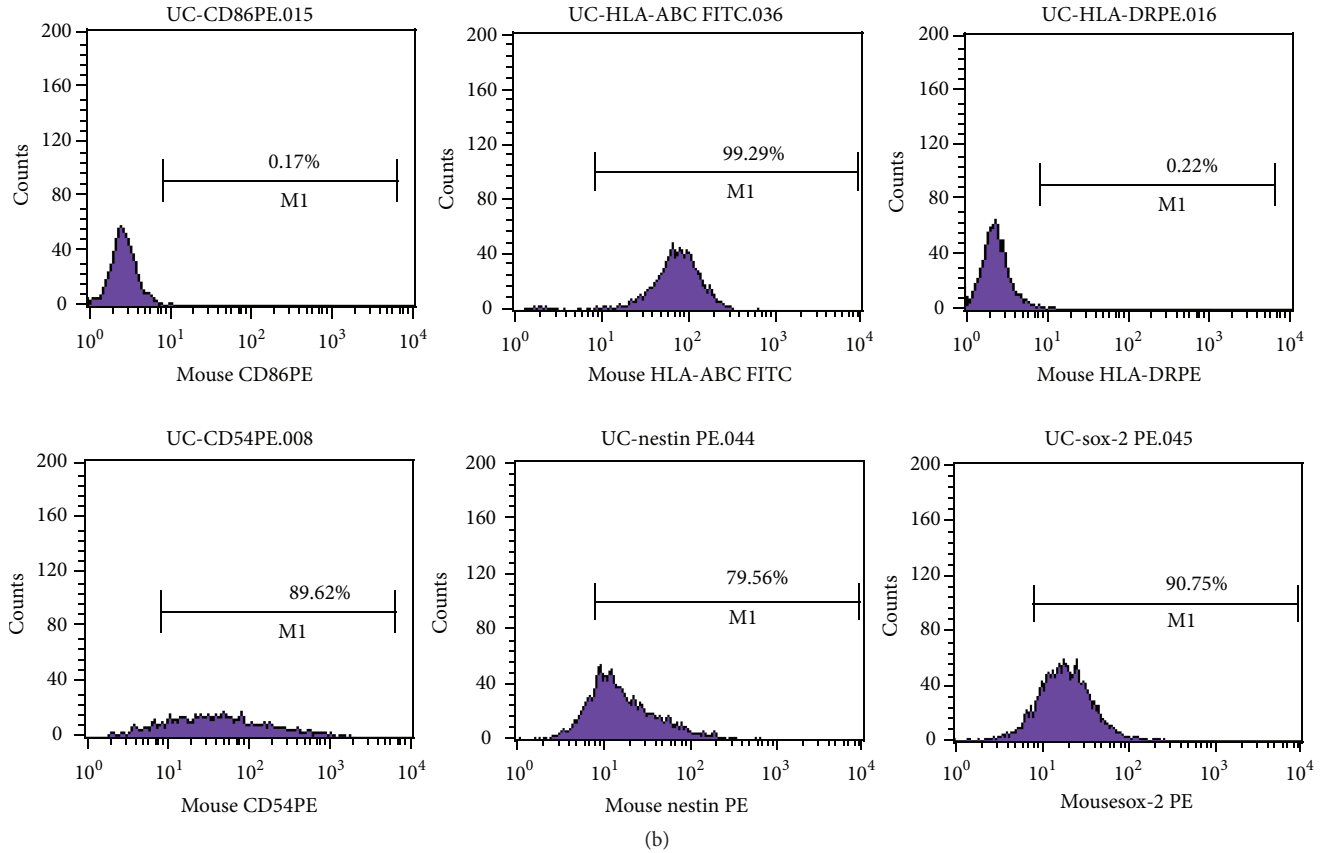 UC-CD86PE.015
200
160
120
80
40
0
Counts
0.17%
M1
10^0 10^1 10^2 10^3 10^4
Mouse CD86PE
UC-HLA-ABC FITC.036
200
160
120
80
40
0
Counts
99.29%
M1
10^0 10^1 10^2 10^3 10^4
Mouse HLA-ABC FITC
UC-HLA-DRPE.016
200
160
120
80
40
0
Counts
0.22%
M1
10^0 10^1 10^2 10^3 10^4
Mouse HLA-DRPE
UC-CD54PE.008
200
160
120
80
40
0
Counts
89.62%
M1
10^0 10^1 10^2 10^3 10^4
Mouse CD54PE
UC-nestin PE.044
200
160
120
80
40
0
Counts
79.56%
M1
10^0 10^1 10^2 10^3 10^4
Mouse nestin PE
UC-sox-2 PE.045
200
160
120
80
40
0
Counts
90.75%
M1
10^0 10^1 10^2 10^3 10^4
Mousesox-2 PE
(b)